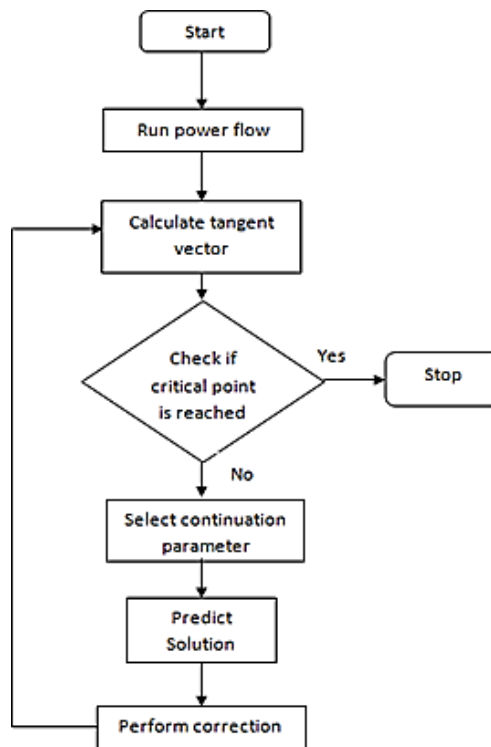 Start
Run power flow
Calculate tangent
vector
Check if
critical point
is reached
Yes
Stop
No
Select continuation
parameter
Predict
Solution
Perform correction